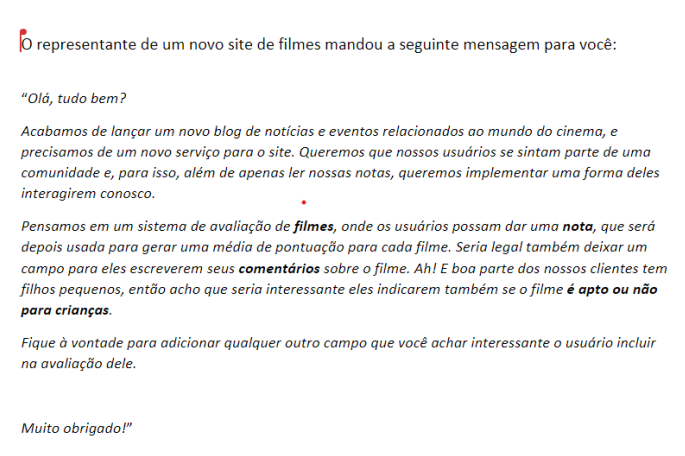 O representante de um novo site de filmes mandou a seguinte mensagem para você:
“Olá, tudo bem?
Acabamos de lançar um novo blog de notícias e eventos relacionados ao mundo do cinema, e
precisamos de um novo serviço para o site. Queremos que nossos usuários se sintam parte de uma
comunidade e, para isso, além de apenas ler nossas notas, queremos implementar uma forma deles
interagirem conosco.
Pensamos em um sistema de avaliação de filmes, onde os usuários possam dar uma nota, que será
depois usada para gerar uma média de pontuação para cada filme. Seria legal também deixar um
campo para eles escreverem seus comentários sobre o filme. Ah! E boa parte dos nossos clientes tem
filhos pequenos, então acho que seria interessante eles indicarem também se o filme é apto ou não
para crianças.
Fique à vontade para adicionar qualquer outro campo que você achar interessante o usuário incluir
na avaliação dele.
Muito obrigado!”